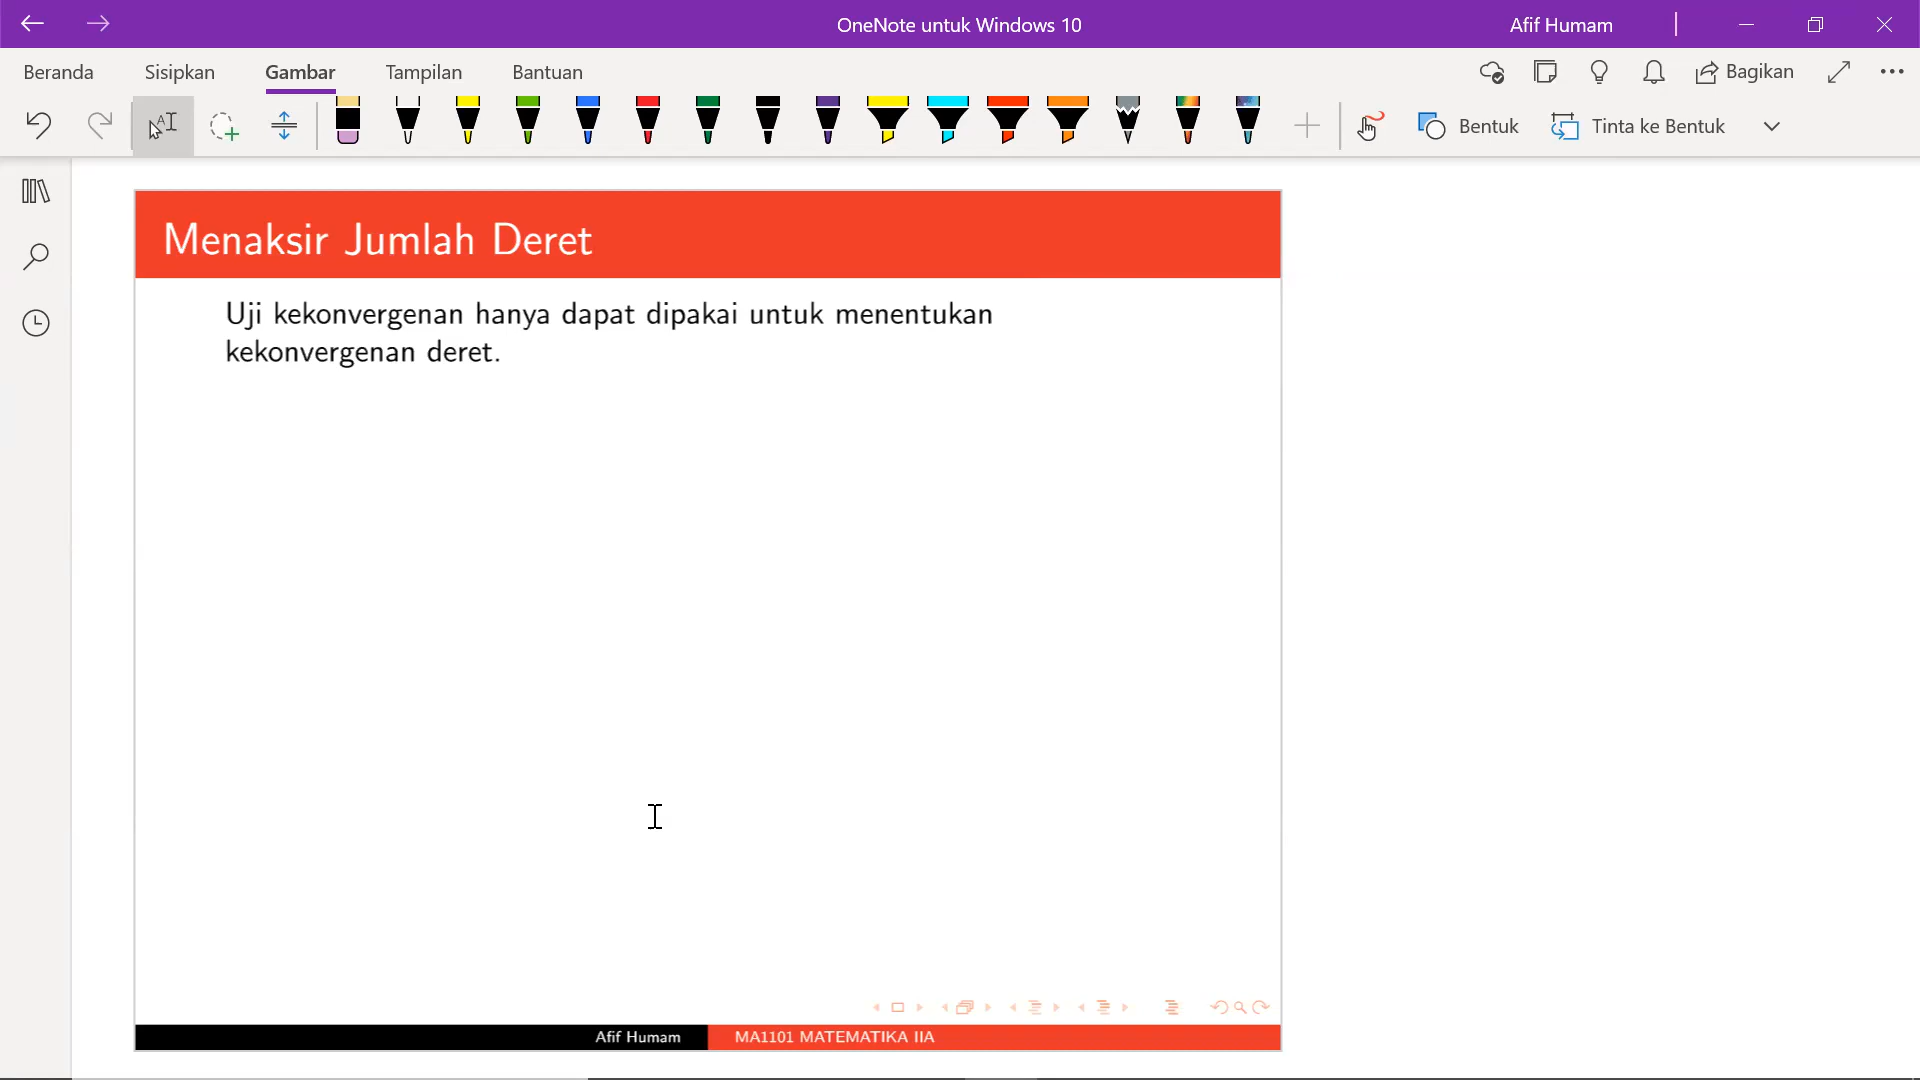 OneNote untuk Windows 10
Afif Humam
Beranda
Sisipkan
Gambar
Tampilan
Bantuan
Bagikan
Bentuk
Tinta ke Bentuk
Menaksir Jumlah Deret
Uji kekonvergenan hanya dapat dipakai untuk menentukan
kekonvergenan deret.
Afif Humam
MA1101 MATEMATIKA IIA